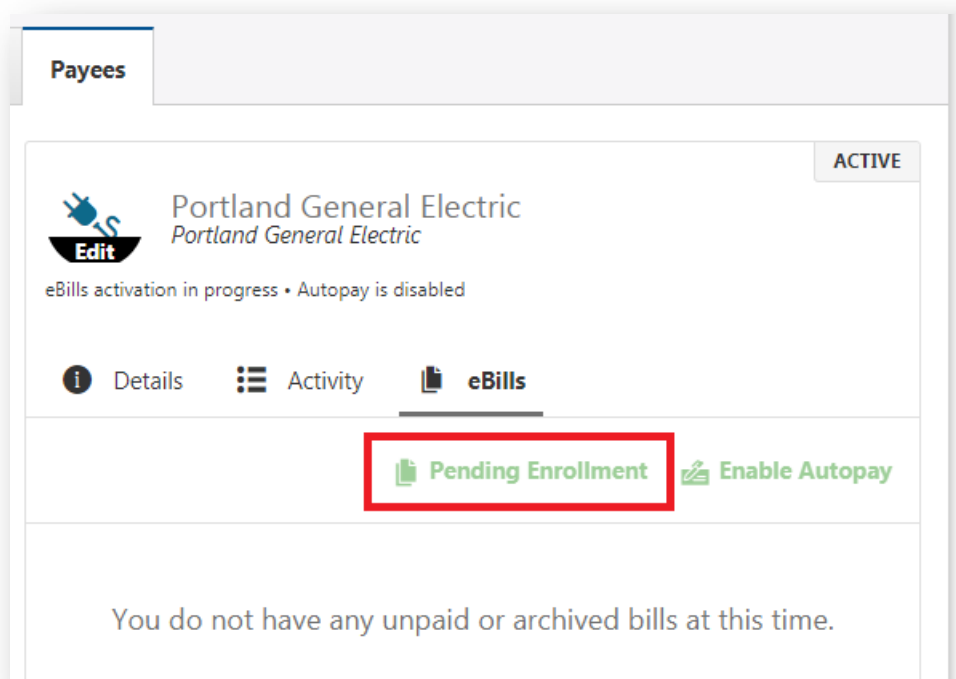 Payees
ACTIVE
Portland General Electric
Portland General Electric
Edit
eBills activation in progress • Autopay is disabled
Details Activity eBills
Pending Enrollment Enable Autopay
You do not have any unpaid or archived bills at this time.